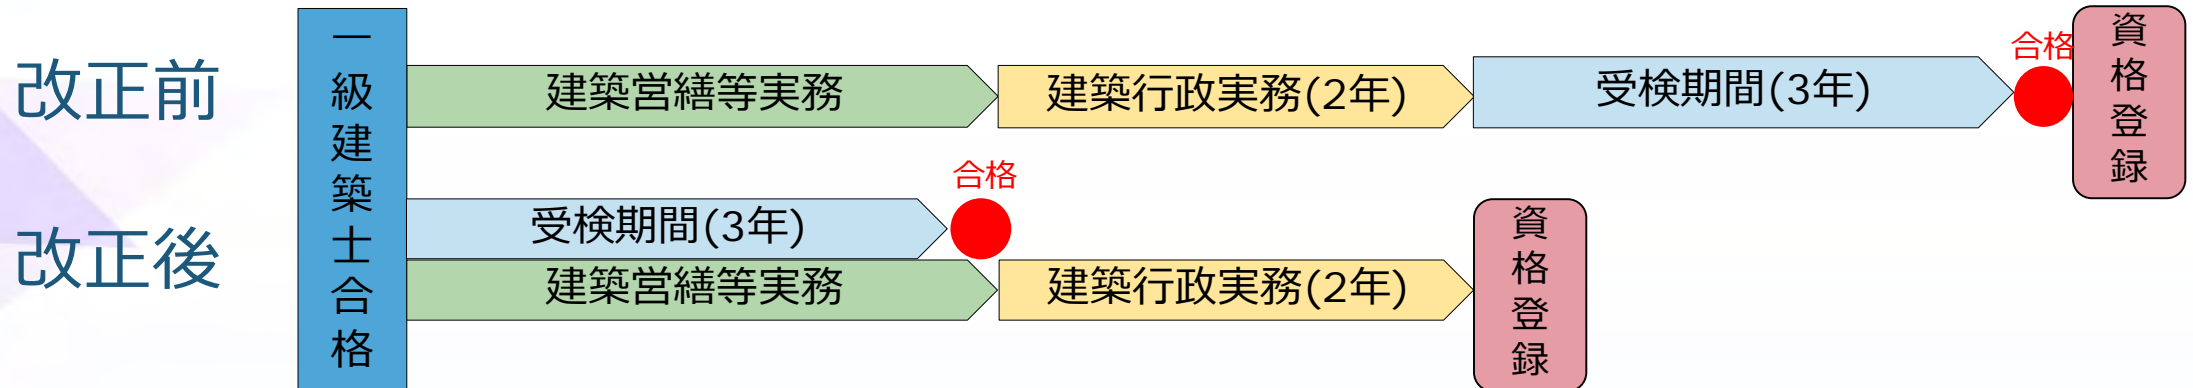 改正前
一級建築士合格
建築営繕等実務
建築行政実務(2年)
受検期間(3年)
合格
資格登録
改正後
受検期間(3年)
合格
建築営繕等実務
建築行政実務(2年)
資格登録